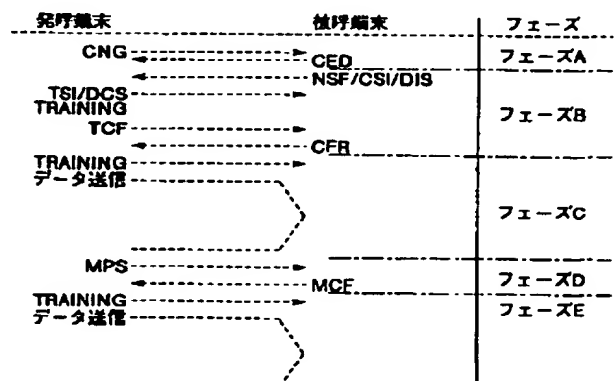 発呼端末 被呼端末 フェーズ
CNG フェーズA
CED
NSF/CSI/DIS
TSI/DCS
TRAINING フェーズB
TCF
CFR
TRAINING
データ送信
フェーズC
MPS
MCF フェーズD
TRAINING フェーズE
データ送信